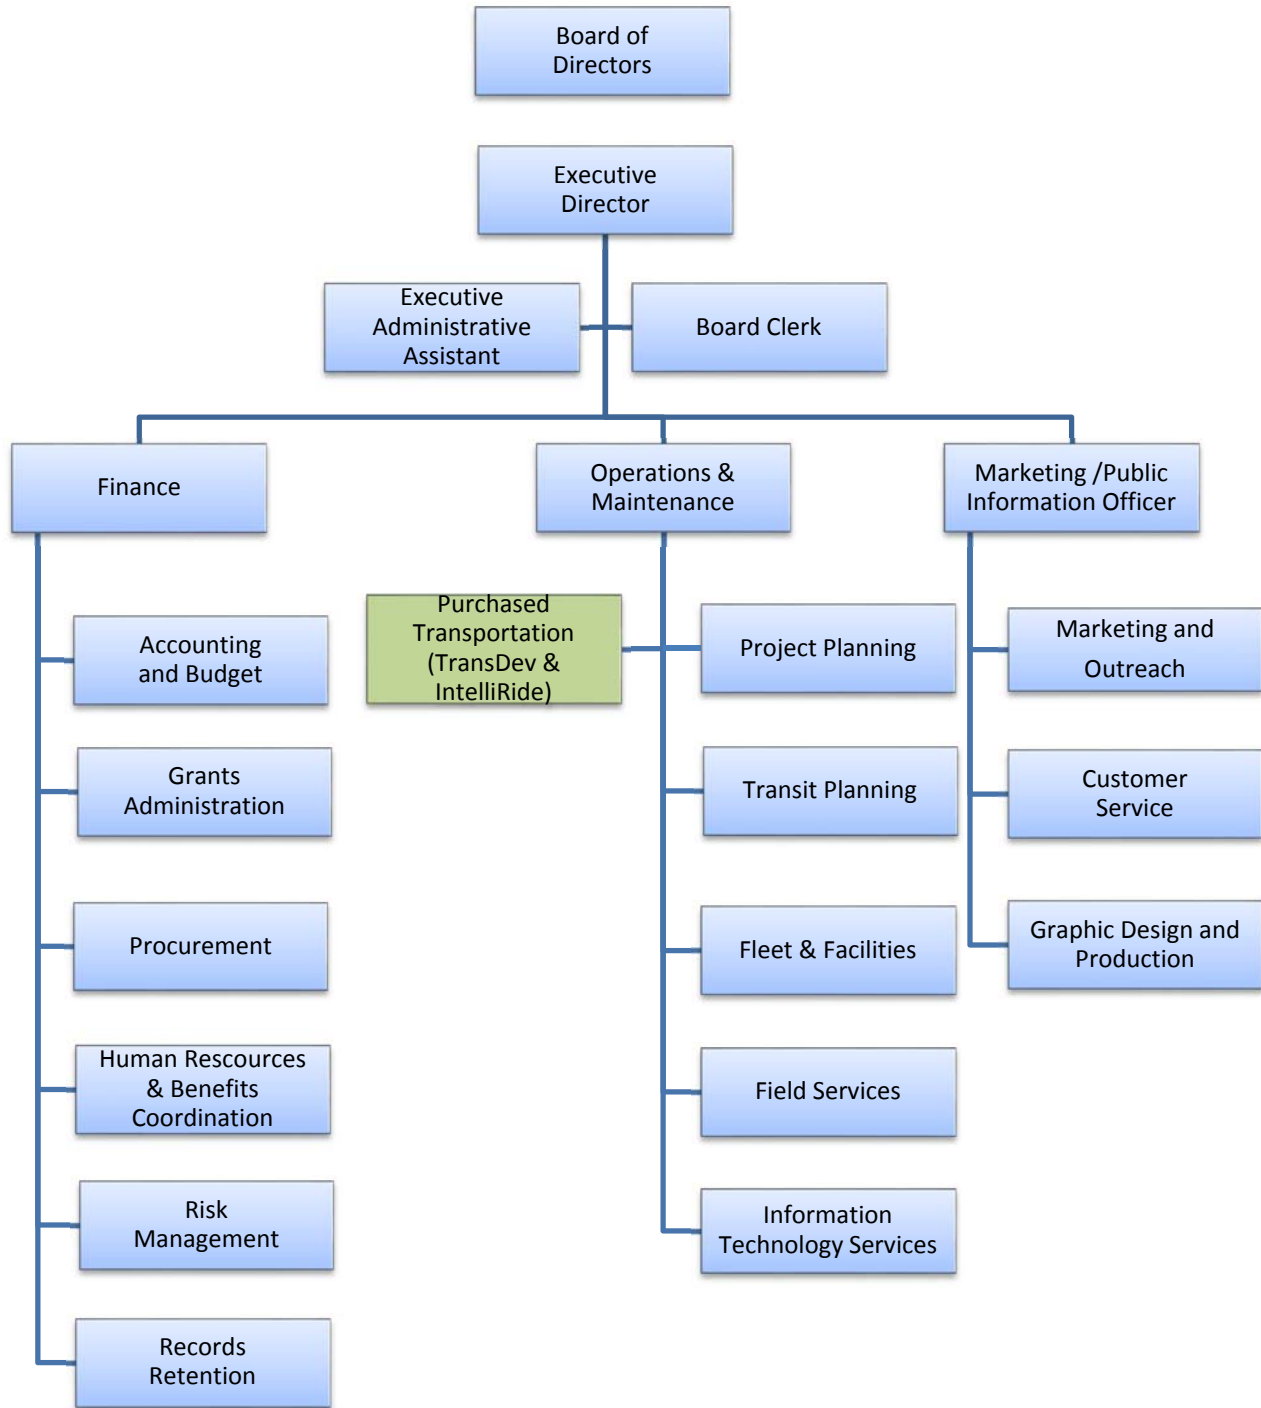 Board of
Directors
Executive
Director
Executive
Administrative
Assistant
Board Clerk
Finance
Operations &
Maintenance
Marketing /Public
Information Officer
Accounting
and Budget
Grants
Administration
Procurement
Human Rescources
& Benefits
Coordination
Risk
Management
Records
Retention
Purchased
Transportation
(TransDev &
IntelliRide)
Project Planning
Transit Planning
Fleet & Facilities
Field Services
Information
Technology Services
Marketing and
Outreach
Customer
Service
Graphic Design and
Production